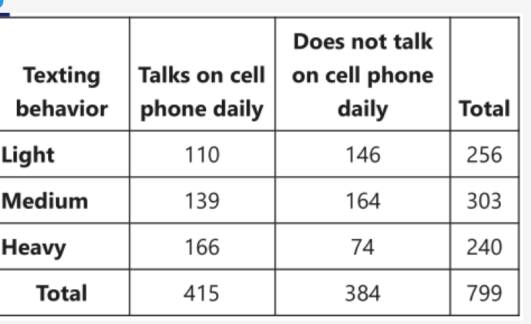 Texting behavior | Talks on cell phone daily | Does not talk on cell phone daily | Total
Light | 110 | 146 | 256
Medium | 139 | 164 | 303
Heavy | 166 | 74 | 240
Total | 415 | 384 | 799